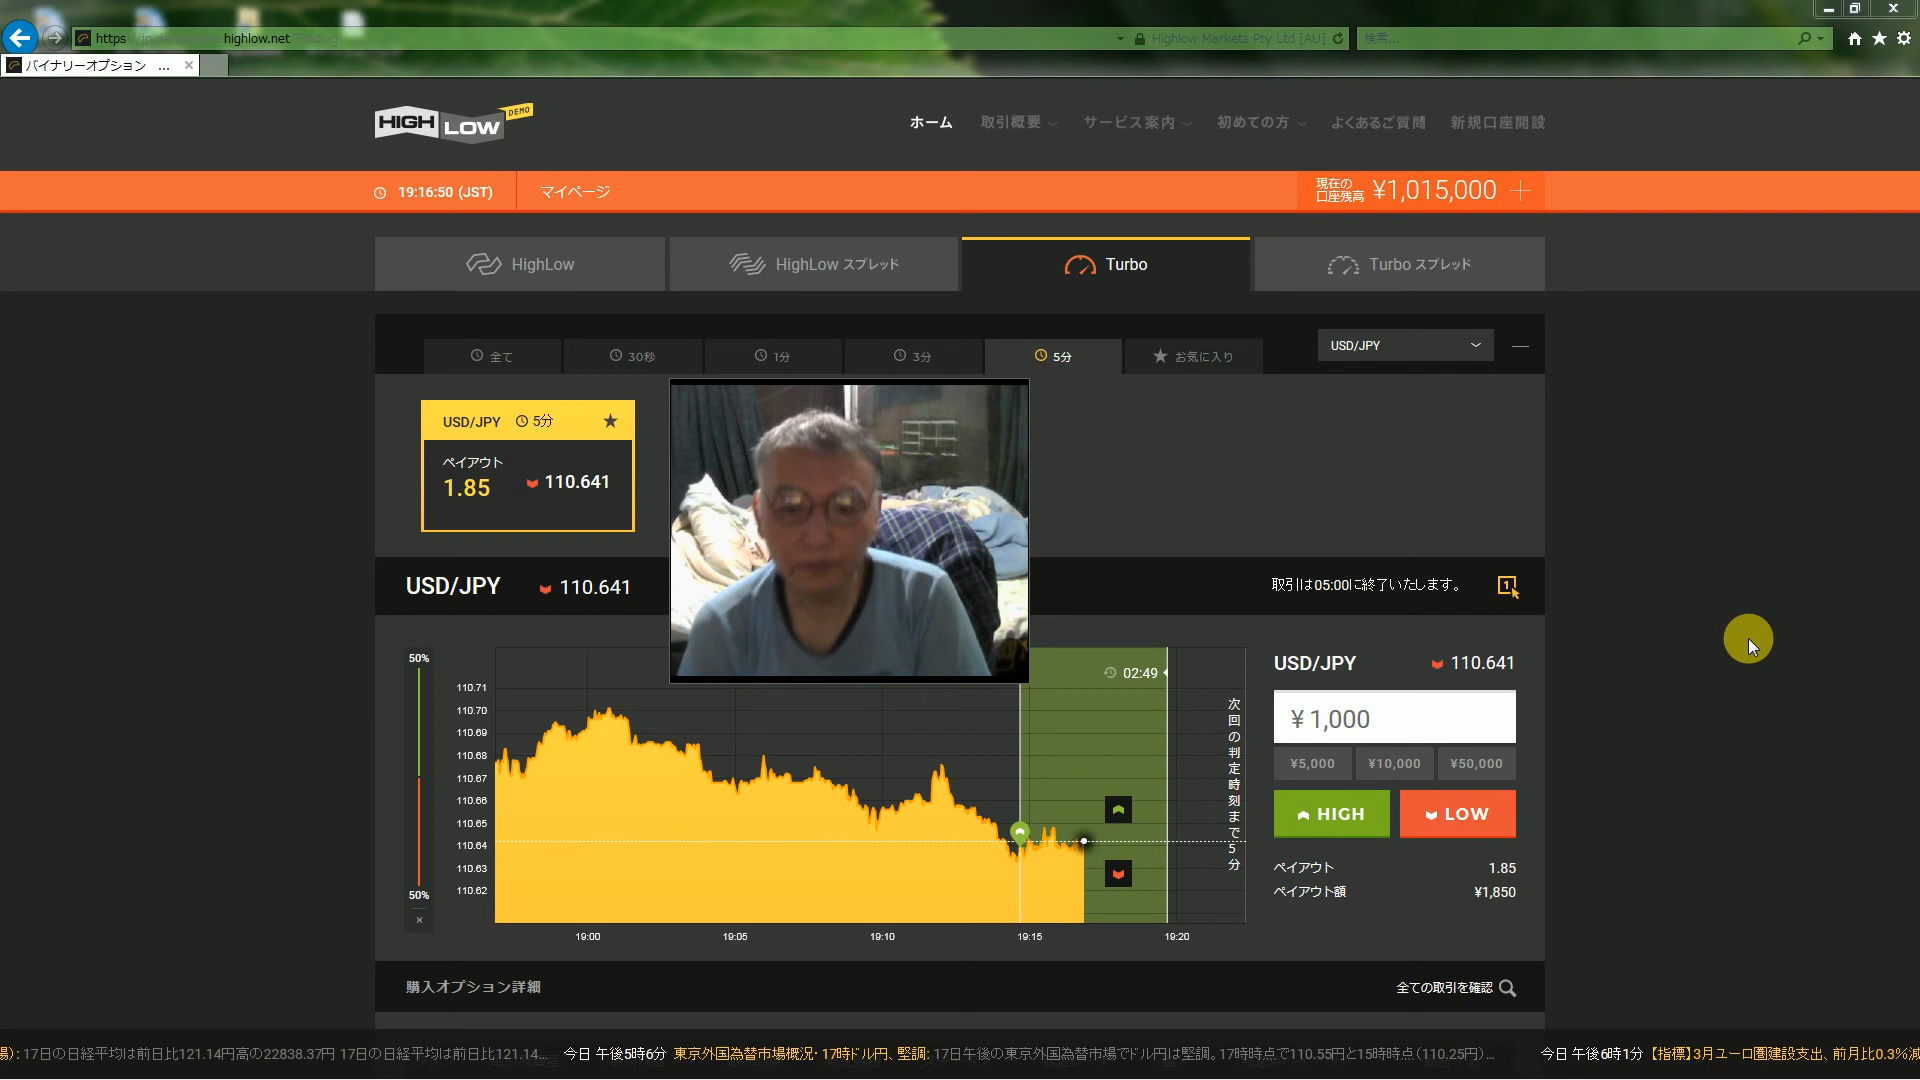 https
highlow.net
Highlow Markets Pty Ltd [AU]
検索...
バイナリーオプション ...
HIGH LOW DEMO
ホーム
取引概要
サービス案内
初めての方
よくあるご質問
新規口座開設
19:16:50 (JST)
マイページ
現在の
口座残高
¥1,015,000
HighLow
HighLow スプレッド
Turbo
Turbo スプレッド
全て
30秒
1分
3分
5分
お気に入り
USD/JPY
USD/JPY 5分
ペイアウト
1.85
110.641
USD/JPY
110.641
取引は05:00に終了いたします。
1
50%
50%
×
110.71
110.70
110.69
110.68
110.67
110.66
110.65
110.64
110.63
110.62
02:49
次回の判定時刻まで5分
19:00
19:05
19:10
19:15
19:20
USD/JPY
110.641
¥ 1,000
¥5,000
¥10,000
¥50,000
HIGH
LOW
ペイアウト
1.85
ペイアウト額
¥1,850
購入オプション詳細
全ての取引を確認
場): 17日の日経平均は前日比121.14円高の22838.37円 17日の日経平均は前日比121.14...
今日 午後5時6分 東京外国為替市場概況・17時ドル円、堅調: 17日午後の東京外国為替市場でドル円は堅調。17時時点で110.55円と15時時点（110.25円）...
今日 午後6時1分 【指標】3月ユーロ圏建設支出、前月比0.3%減